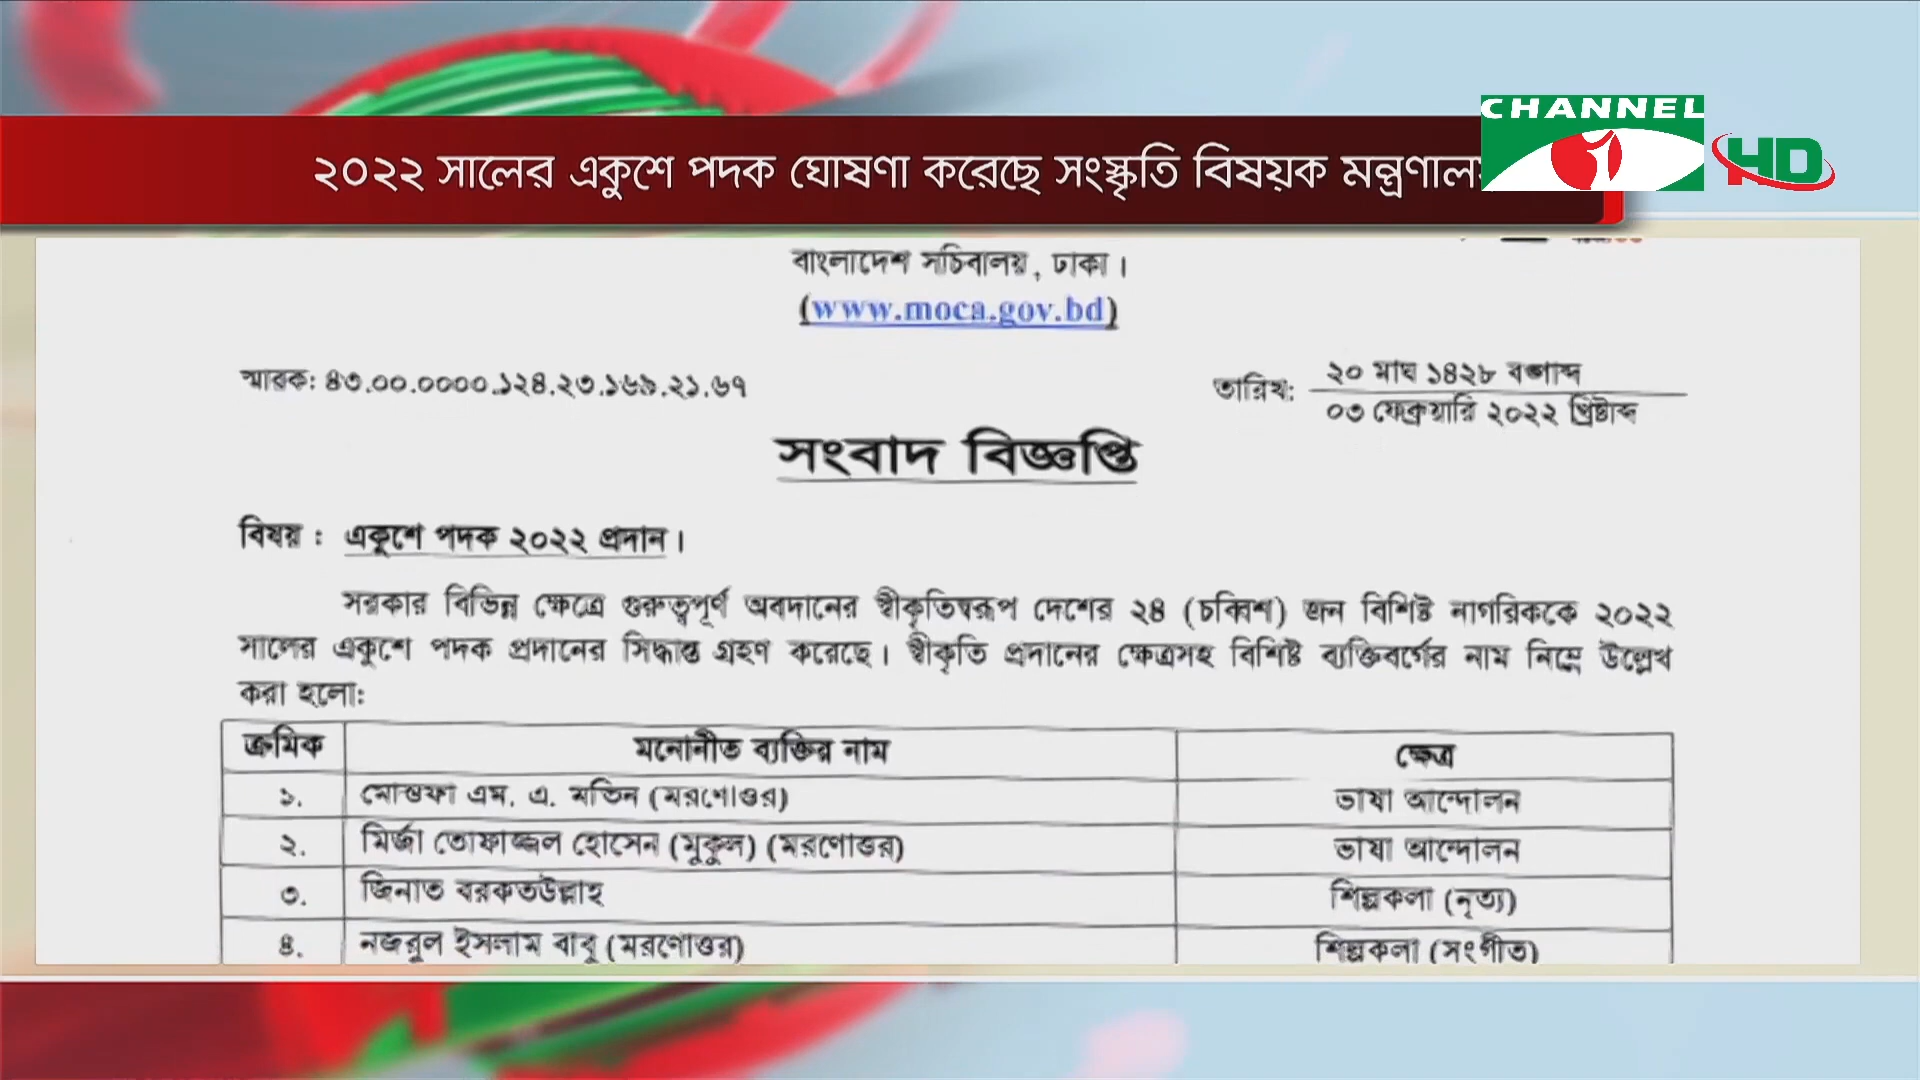 CHANNEL
i HD
২০২২ সালের একুশে পদক ঘোষণা করেছে সংস্কৃতি বিষয়ক
বাংলাদেশ সচিবালয়, ঢাকা।
(www.moca.gov.bd)
স্মারক: ৪৩.০০.০০০০.১২৪.২৩.১৬৯.২১.৬৭
তারিখ: ২০ মাঘ ১৪২৮ বঙ্গাব্দ
০৩ ফেব্রুয়ারি ২০২২ খ্রিষ্টাব্দ
সংবাদ বিজ্ঞপ্তি
বিষয় : একুশে পদক ২০২২ প্রদান।
সরকার বিভিন্ন ক্ষেত্রে গুরুত্বপূর্ণ অবদানের স্বীকৃতিস্বরূপ দেশের ২৪ (চব্বিশ) জন বিশিষ্ট নাগরিককে ২০২২
সালের একুশে পদক প্রদানের সিদ্ধান্ত গ্রহণ করেছে। স্বীকৃতি প্রদানের ক্ষেত্রসহ বিশিষ্ট ব্যক্তিবর্গের নাম নিম্নে উল্লেখ
করা হলো:
ক্রমিক মনোনীত ব্যক্তির নাম ক্ষেত্র
১. মোস্তফা এম. এ. মতিন (মরণোত্তর) ভাষা আন্দোলন
২. মির্জা তোফাজ্জল হোসেন (মুকুল) (মরণোত্তর) ভাষা আন্দোলন
৩. জিনাত বরকতউল্লাহ শিল্পকলা (নৃত্য)
৪. নজরুল ইসলাম বাবু (মরণোত্তর) শিল্পকলা (সংগীত)